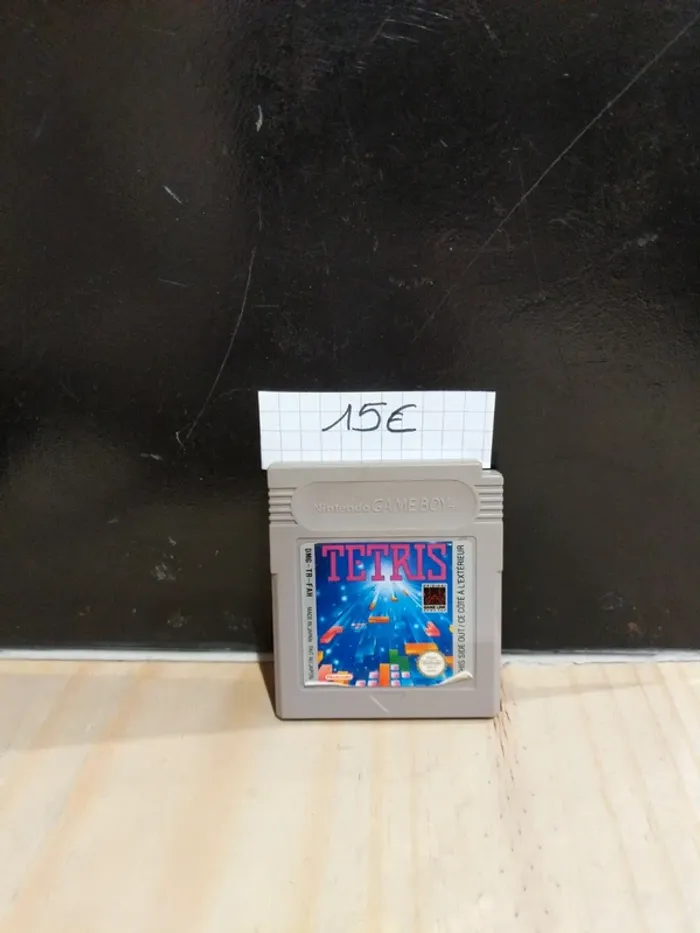 15€
Nintendo GAME BOY
TETRIS
DMG-TR-FAH
MADE IN JAPAN
THIS SIDE OUT / CE CÔTÉ À L'EXTÉRIEUR